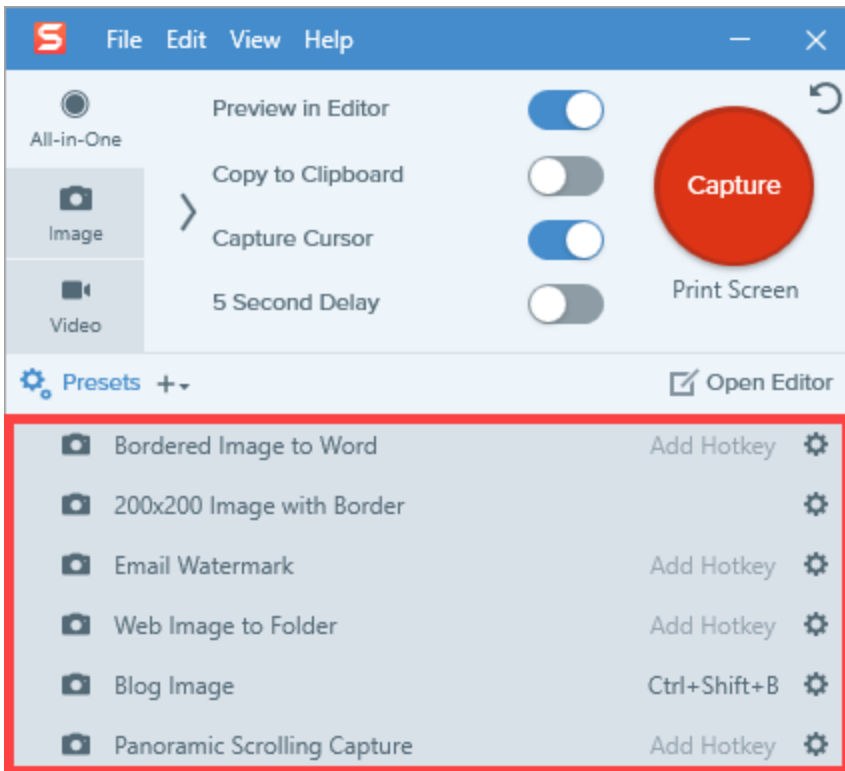 File Edit View Help
All-in-One
Image
Video
Preview in Editor
Copy to Clipboard
Capture Cursor
5 Second Delay
Capture
Print Screen
Presets
Open Editor
Bordered Image to Word Add Hotkey
200x200 Image with Border
Email Watermark Add Hotkey
Web Image to Folder Add Hotkey
Blog Image Ctrl+Shift+B
Panoramic Scrolling Capture Add Hotkey